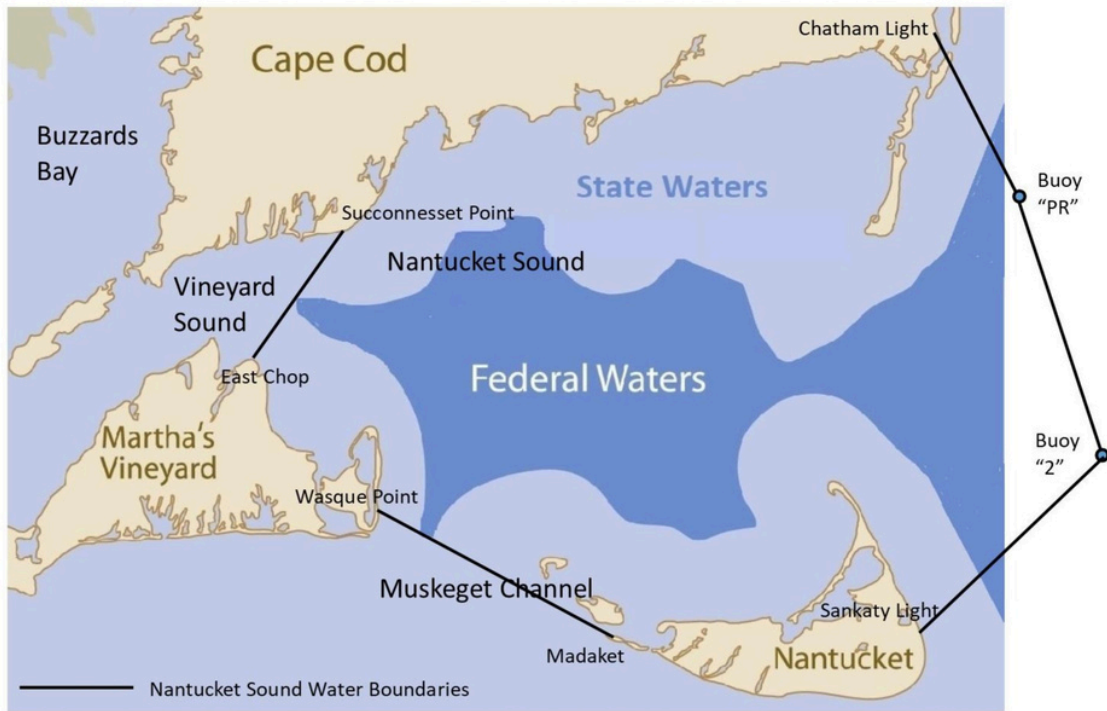 Chatham Light
Cape Cod
Buzzards
Bay
State Waters
Buoy
“PR”
Succonnesset Point
Nantucket Sound
Vineyard
Sound
East Chop
Federal Waters
Martha's
Vineyard
Buoy
“2”
Wasque Point
Muskeget Channel
Sankaty Light
Madaket
Nantucket
Nantucket Sound Water Boundaries